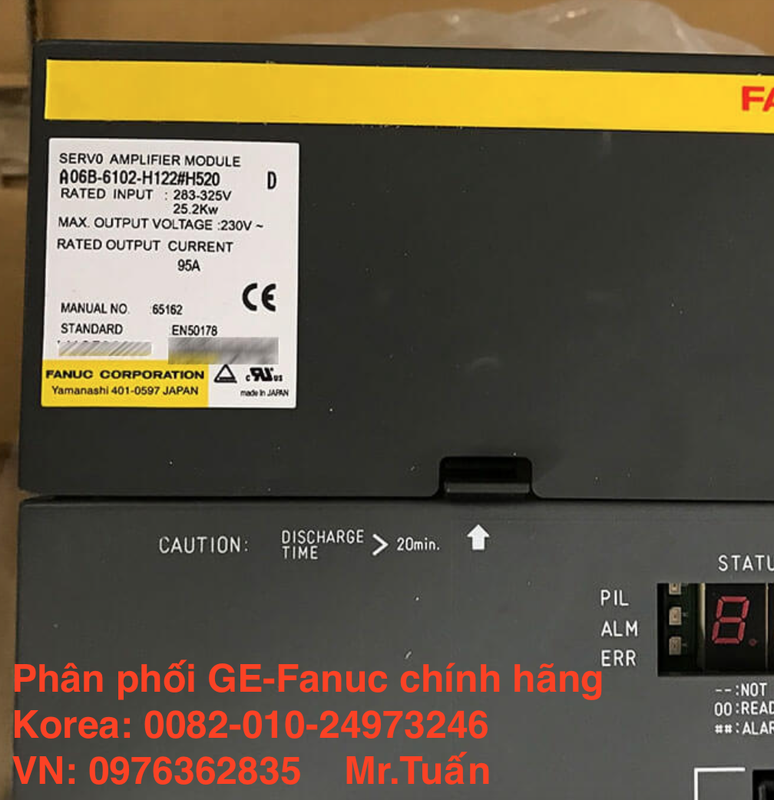 FA
SERVO AMPLIFIER MODULE
A06B-6102-H122#H520 D
RATED INPUT : 283-325V
25.2Kw
MAX. OUTPUT VOLTAGE :230V ~
RATED OUTPUT CURRENT
95A
CE
MANUAL NO. :65162
STANDARD EN50178
FANUC CORPORATION
Yamanashi 401-0597 JAPAN
c RU us
made in JAPAN
CAUTION: DISCHARGE TIME > 20min.
STATU
PIL
ALM
ERR
8.
--:NOT
00:READ
##:ALAR
Phân phối GE-Fanuc chính hãng
Korea: 0082-010-24973246
VN: 0976362835 Mr.Tuấn